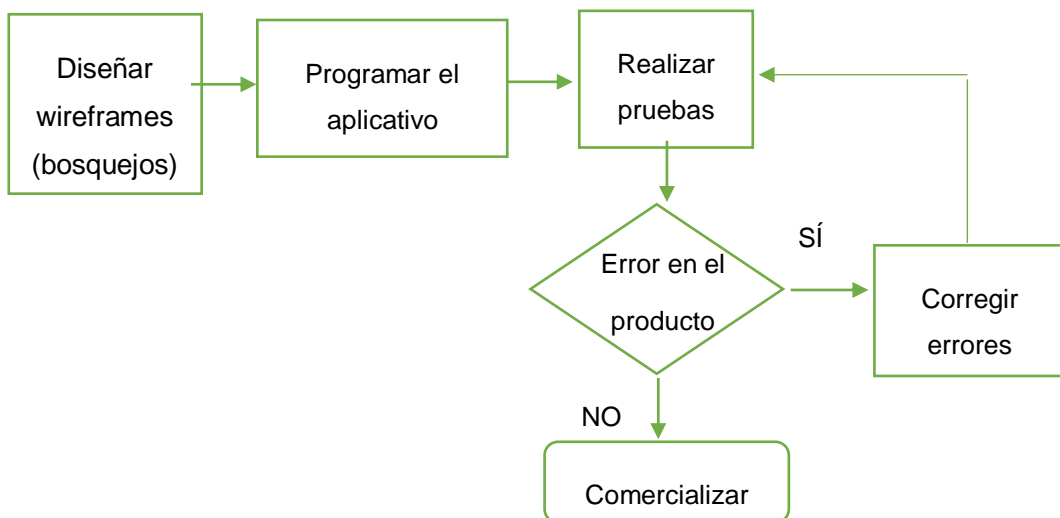 Diseñar
wireframes
(bosquejos)
Programar el
aplicativo
Realizar
pruebas
Error en el
producto
SÍ
Corregir
errores
NO
Comercializar